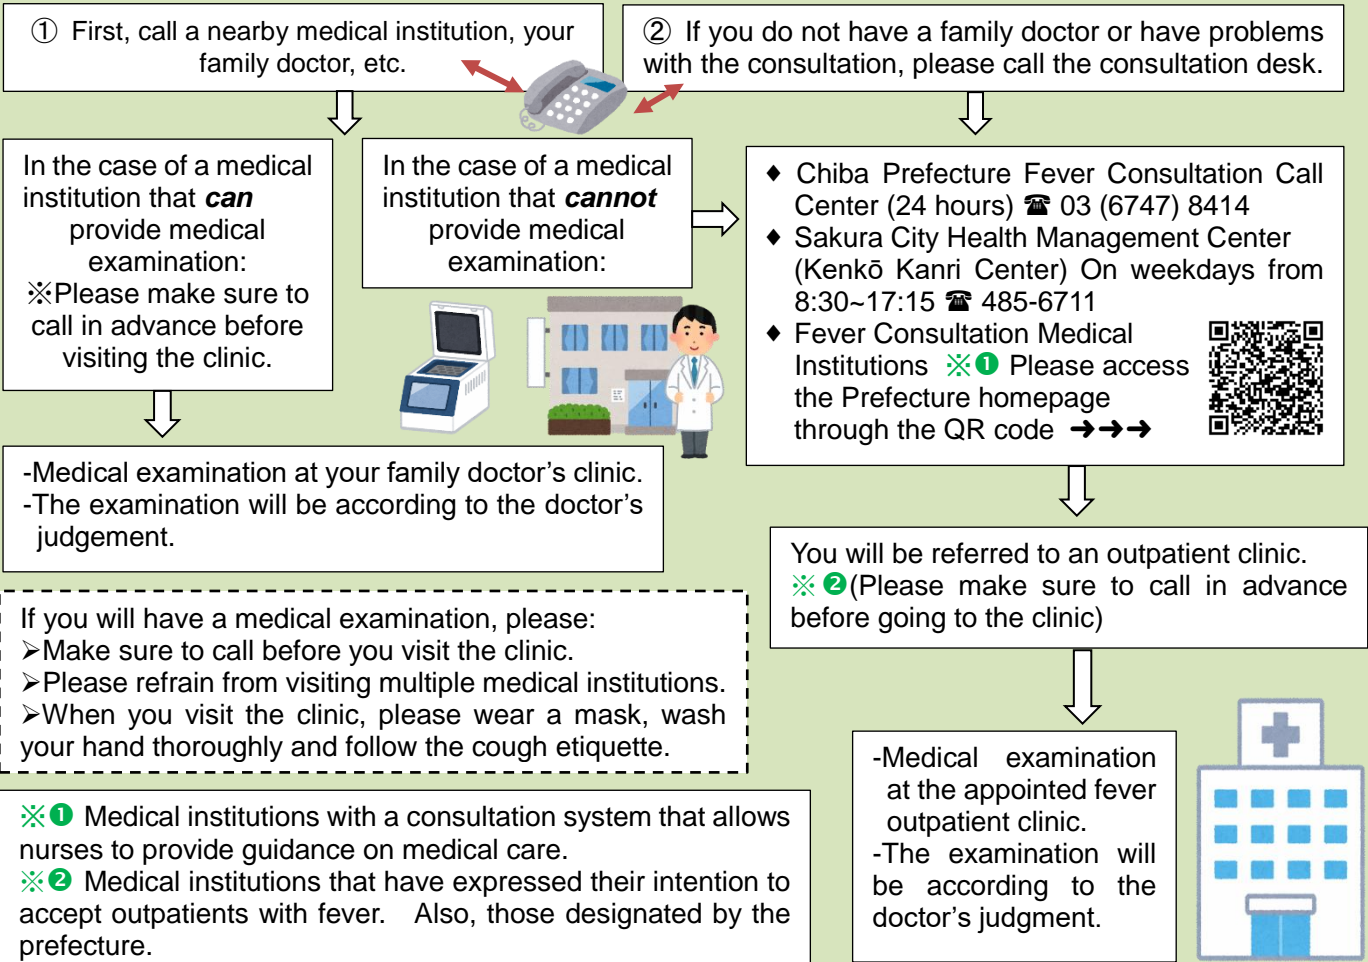 ① First, call a nearby medical institution, your
family doctor, etc.
② If you do not have a family doctor or have problems
with the consultation, please call the consultation desk.
In the case of a medical
institution that can
provide medical
examination:
※Please make sure to
call in advance before
visiting the clinic.
In the case of a medical
institution that cannot
provide medical
examination:
♦ Chiba Prefecture Fever Consultation Call
Center (24 hours) ☎ 03 (6747) 8414
♦ Sakura City Health Management Center
(Kenkō Kanri Center) On weekdays from
8:30~17:15 ☎ 485-6711
♦ Fever Consultation Medical
Institutions ※❶ Please access
the Prefecture homepage
through the QR code ➔➔➔
-Medical examination at your family doctor’s clinic.
-The examination will be according to the doctor’s
judgement.
You will be referred to an outpatient clinic.
※❷(Please make sure to call in advance
before going to the clinic)
If you will have a medical examination, please:
➢Make sure to call before you visit the clinic.
➢Please refrain from visiting multiple medical institutions.
➢When you visit the clinic, please wear a mask, wash
your hand thoroughly and follow the cough etiquette.
-Medical examination
at the appointed fever
outpatient clinic.
-The examination will
be according to the
doctor’s judgment.
※❶ Medical institutions with a consultation system that allows
nurses to provide guidance on medical care.
※❷ Medical institutions that have expressed their intention to
accept outpatients with fever. Also, those designated by the
prefecture.